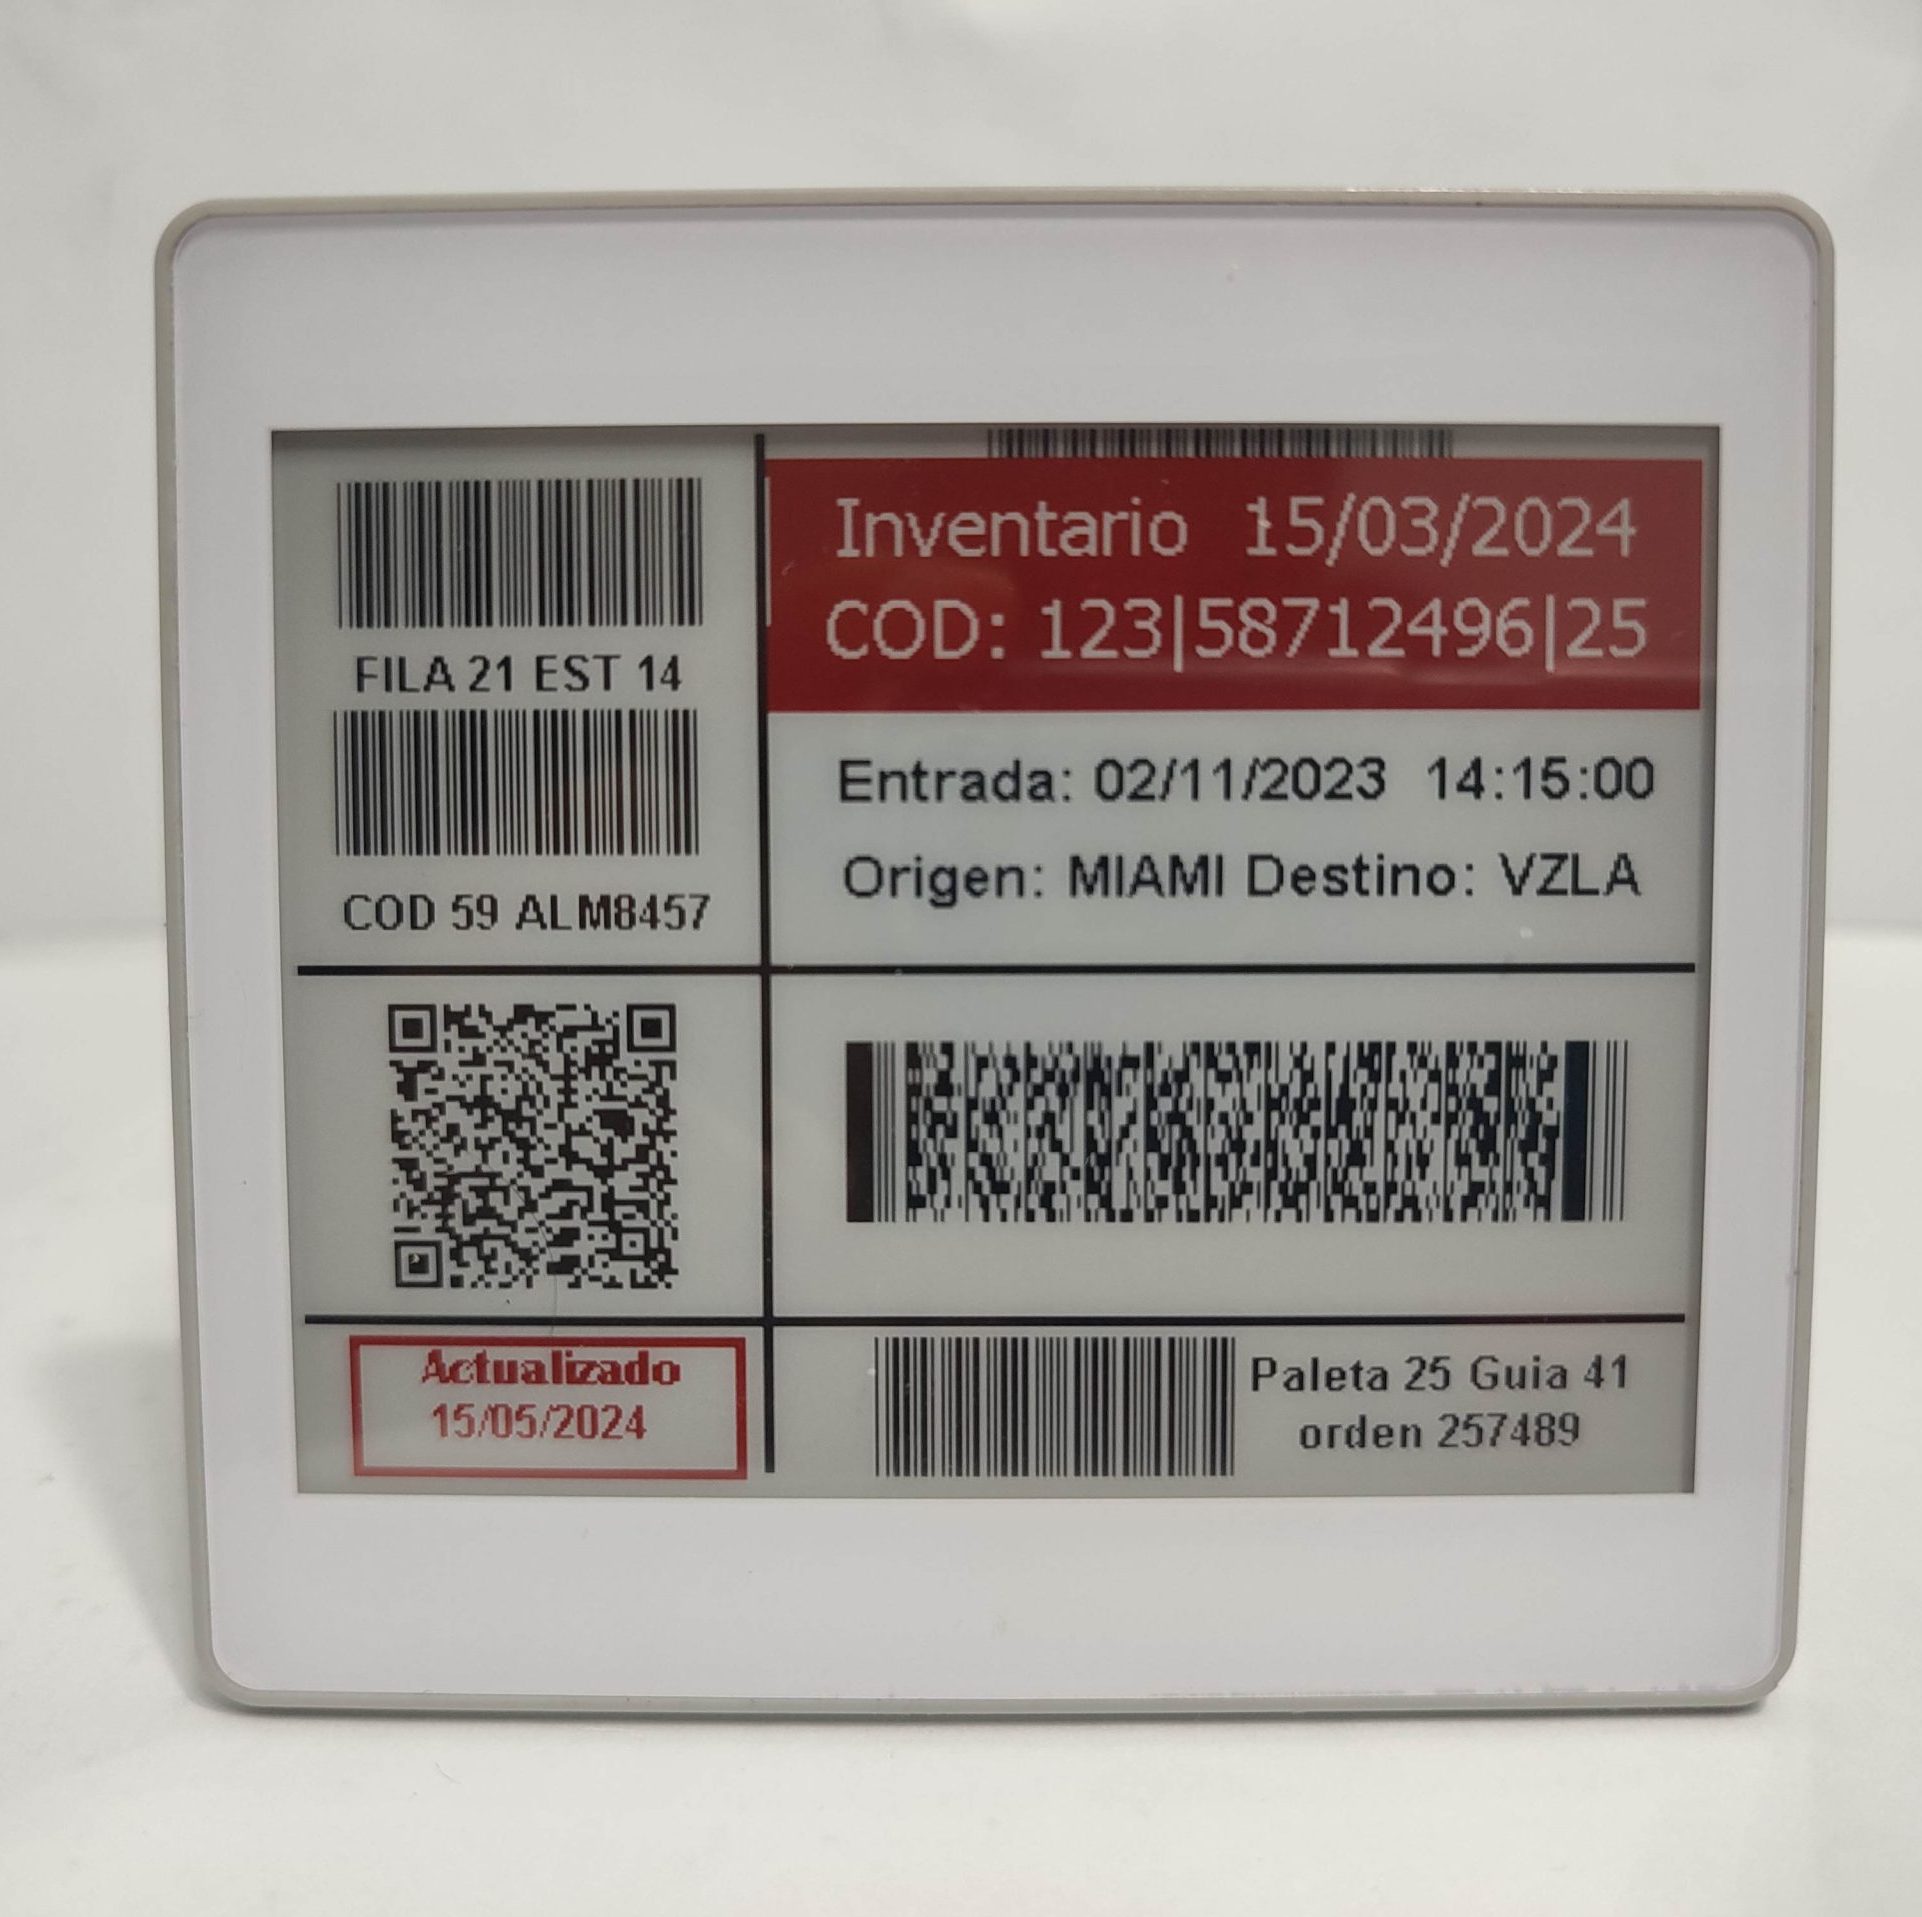 FILA 21 EST 14
COD 59 ALM8457
Inventario 15/03/2024
COD: 123|58712496|25
Entrada: 02/11/2023 14:15:00
Origen: MIAMI Destino: VZLA
Actualizado
15/05/2024
Paleta 25 Guia 41
orden 257489